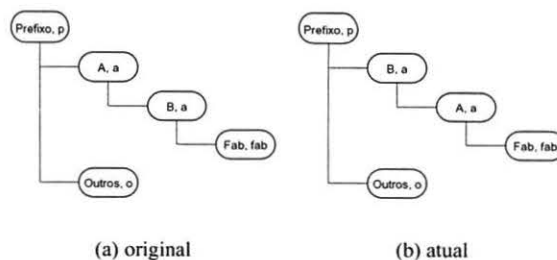 Prefixo, p
A, a
B, a
Fab, fab
Outros, o
(a) original
Prefixo, p
B, a
A, a
Fab, fab
Outros, o
(b) atual